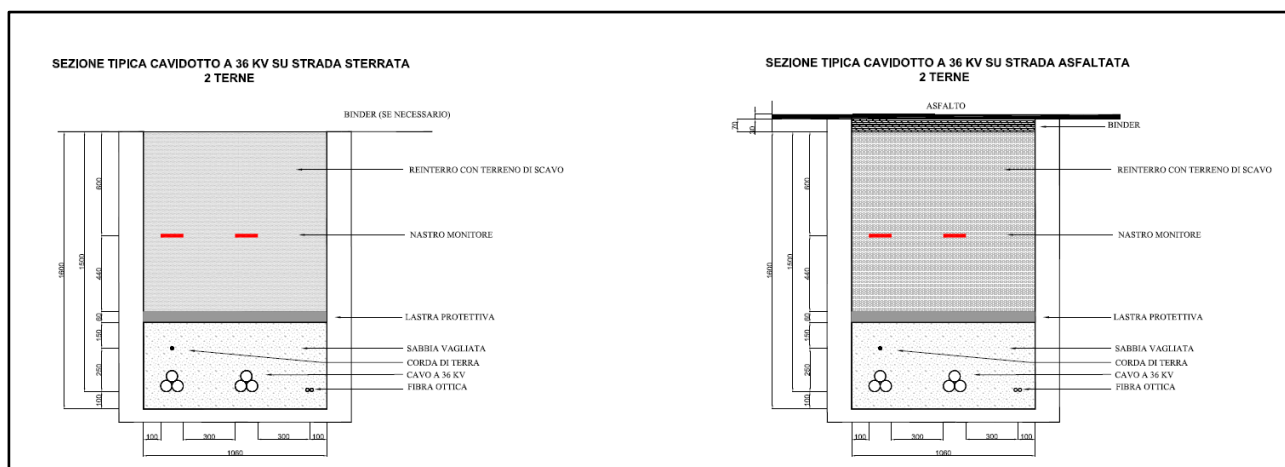 SEZIONE TIPICA CAVIDOTTO A 36 KV SU STRADA STERRATA
2 TERNE
BINDER (SE NECESSARIO)
REINTERRO CON TERRENO DI SCAVO
NASTRO MONITORE
LASTRA PROTETTIVA
SABBIA VAGLIATA
CORDA DI TERRA
CAVO A 36 KV
FIBRA OTTICA
600
440
60
150
250
100
1500
1600
100
300
300
100
1060
SEZIONE TIPICA CAVIDOTTO A 36 KV SU STRADA ASFALTATA
2 TERNE
ASFALTO
BINDER
REINTERRO CON TERRENO DI SCAVO
NASTRO MONITORE
LASTRA PROTETTIVA
SABBIA VAGLIATA
CORDA DI TERRA
CAVO A 36 KV
FIBRA OTTICA
70
600
440
60
150
250
100
1500
100
300
300
100
1060